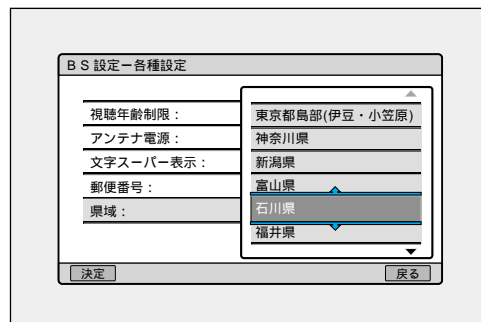 BS設定ー各種設定
視聴年齢制限：
アンテナ電源：
文字スーパー表示：
郵便番号：
県域：
東京都島部(伊豆・小笠原)
神奈川県
新潟県
富山県
石川県
福井県
決定
戻る